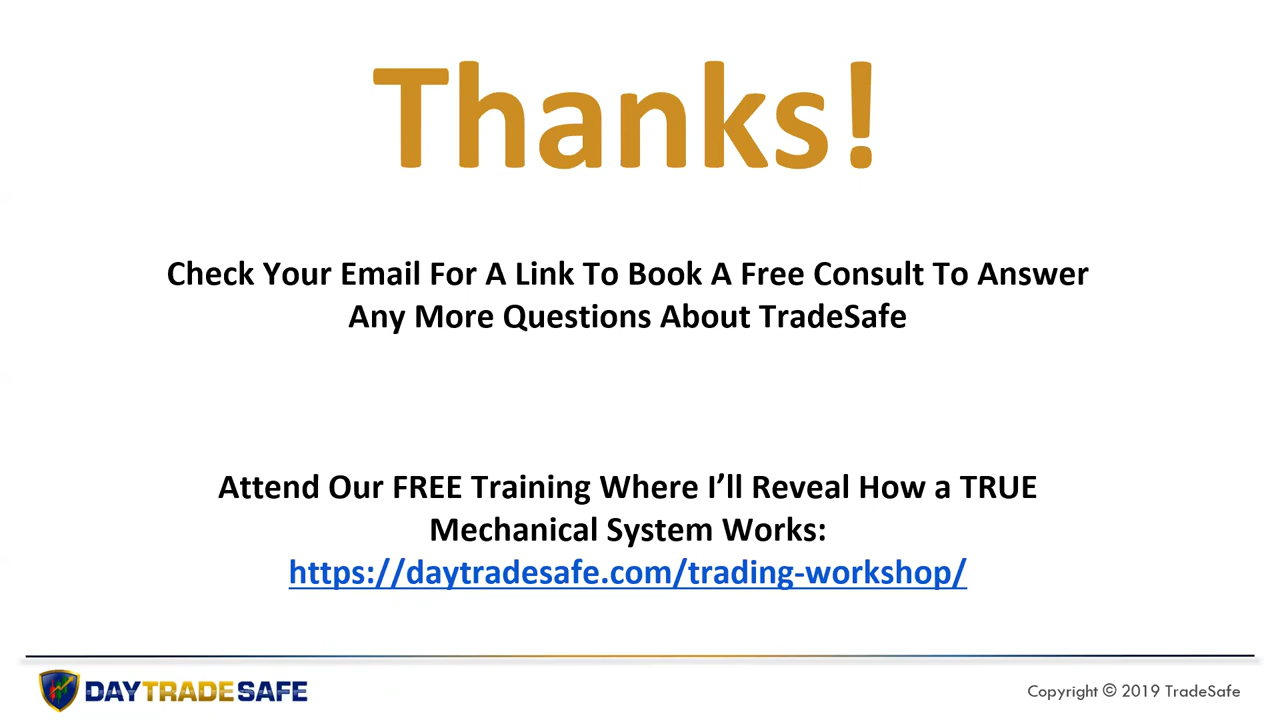 Thanks!
Check Your Email For A Link To Book A Free Consult To Answer
Any More Questions About TradeSafe
Attend Our FREE Training Where I’ll Reveal How a TRUE
Mechanical System Works:
https://daytradesafe.com/trading-workshop/
DAYTRADESAFE
Copyright © 2019 TradeSafe